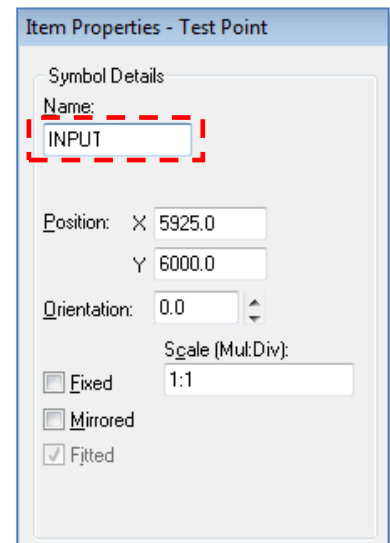 Item Properties - Test Point
Symbol Details
Name:
INPUT
Position: X 5925.0
Y 6000.0
Orientation: 0.0
Scale (Mul:Div):
Fixed 1:1
Mirrored
Fitted